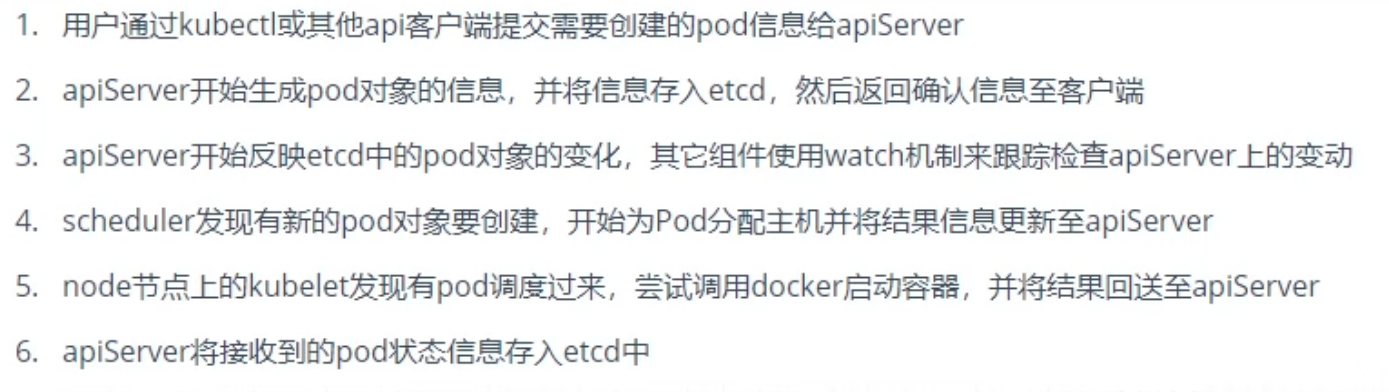 1. 用户通过kubectl或其他api客户端提交需要创建的pod信息给apiServer
2. apiServer开始生成pod对象的信息，并将信息存入etcd，然后返回确认信息至客户端
3. apiServer开始反映etcd中的pod对象的变化，其它组件使用watch机制来跟踪检查apiServer上的变动
4. scheduler发现有新的pod对象要创建，开始为Pod分配主机并将结果信息更新至apiServer
5. node节点上的kubelet发现有pod调度过来，尝试调用docker启动容器，并将结果回送至apiServer
6. apiServer将接收到的pod状态信息存入etcd中